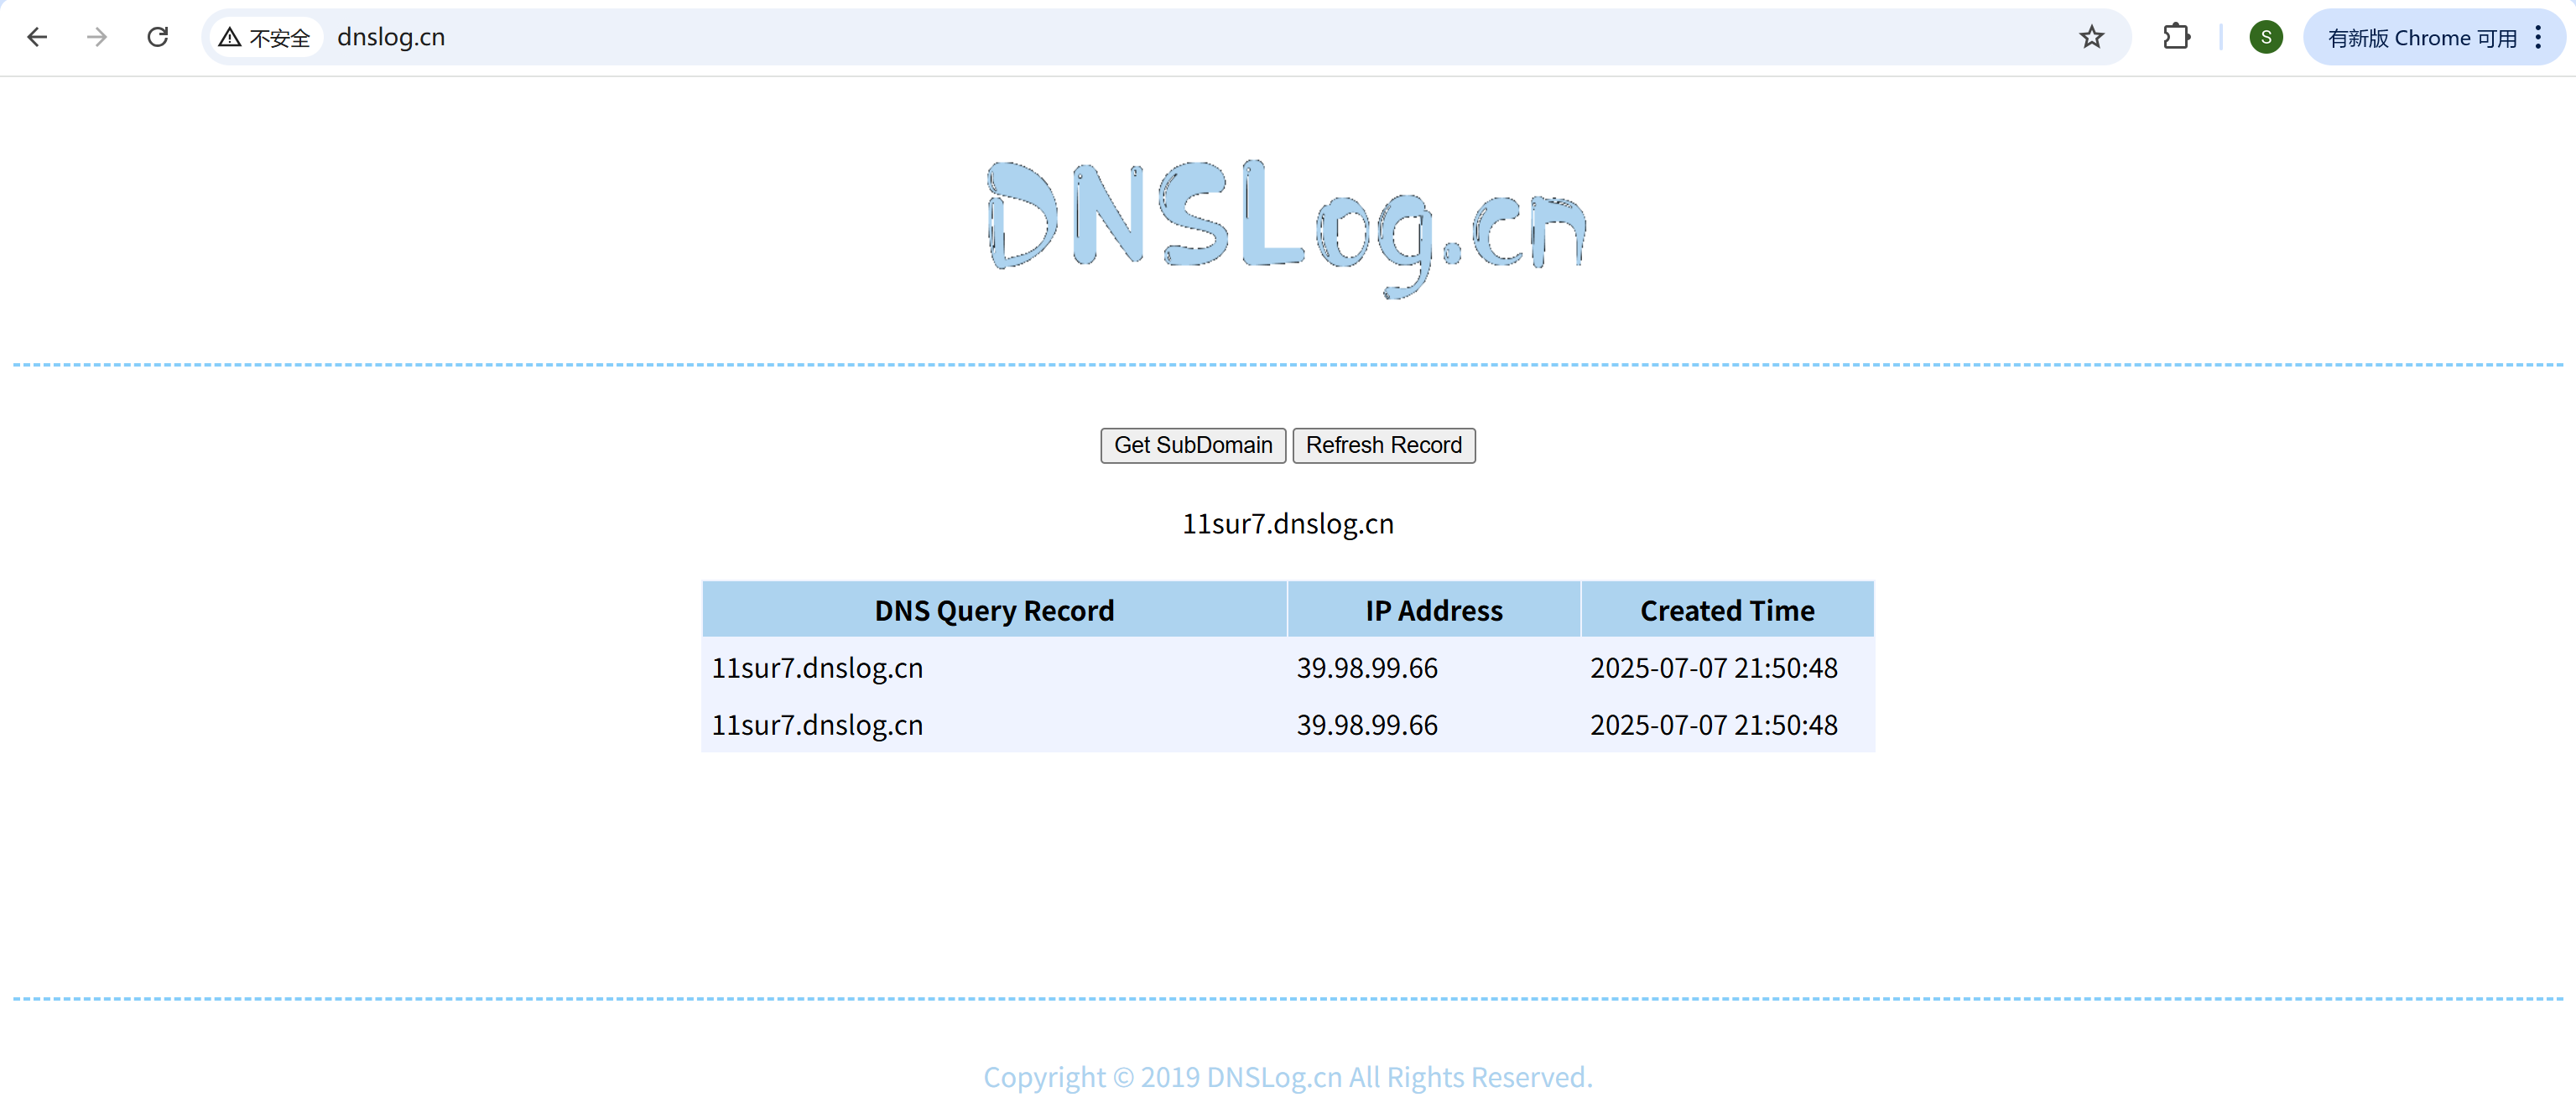 不安全 dnslog.cn S 有新版 Chrome 可用
DNSLog.cn
Get SubDomain Refresh Record
11sur7.dnslog.cn
DNS Query Record IP Address Created Time
11sur7.dnslog.cn 39.98.99.66 2025-07-07 21:50:48
11sur7.dnslog.cn 39.98.99.66 2025-07-07 21:50:48
Copyright © 2019 DNSLog.cn All Rights Reserved.